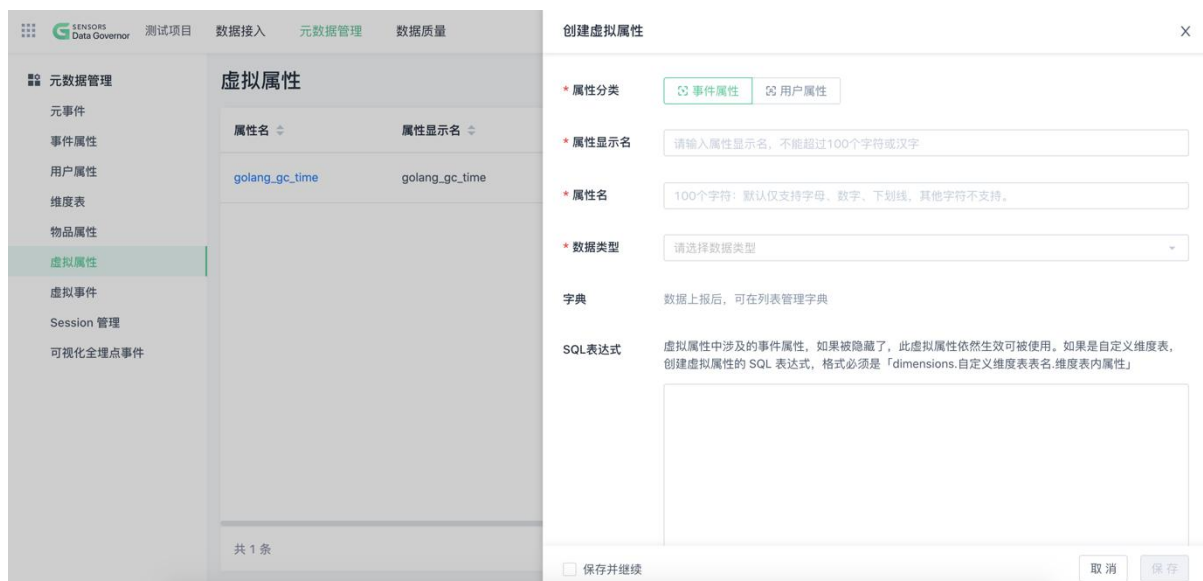 SENSORS
Data Governor
测试项目
数据接入
元数据管理
数据质量
元数据管理
元事件
事件属性
用户属性
维度表
物品属性
虚拟属性
虚拟事件
Session 管理
可视化全埋点事件
虚拟属性
属性名
属性显示名
golang_gc_time
golang_gc_time
共 1 条
创建虚拟属性
* 属性分类
事件属性
用户属性
* 属性显示名
请输入属性显示名，不能超过100个字符或汉字
* 属性名
100个字符：默认仅支持字母、数字、下划线、其他字符不支持。
* 数据类型
请选择数据类型
字典
数据上报后，可在列表管理字典
SQL表达式
虚拟属性中涉及的事件属性，如果被隐藏了，此虚拟属性依然生效可被使用。如果是自定义维度表，
创建虚拟属性的 SQL 表达式，格式必须是「dimensions.自定义维度表表名.维度表内属性」
保存并继续
取 消
保 存